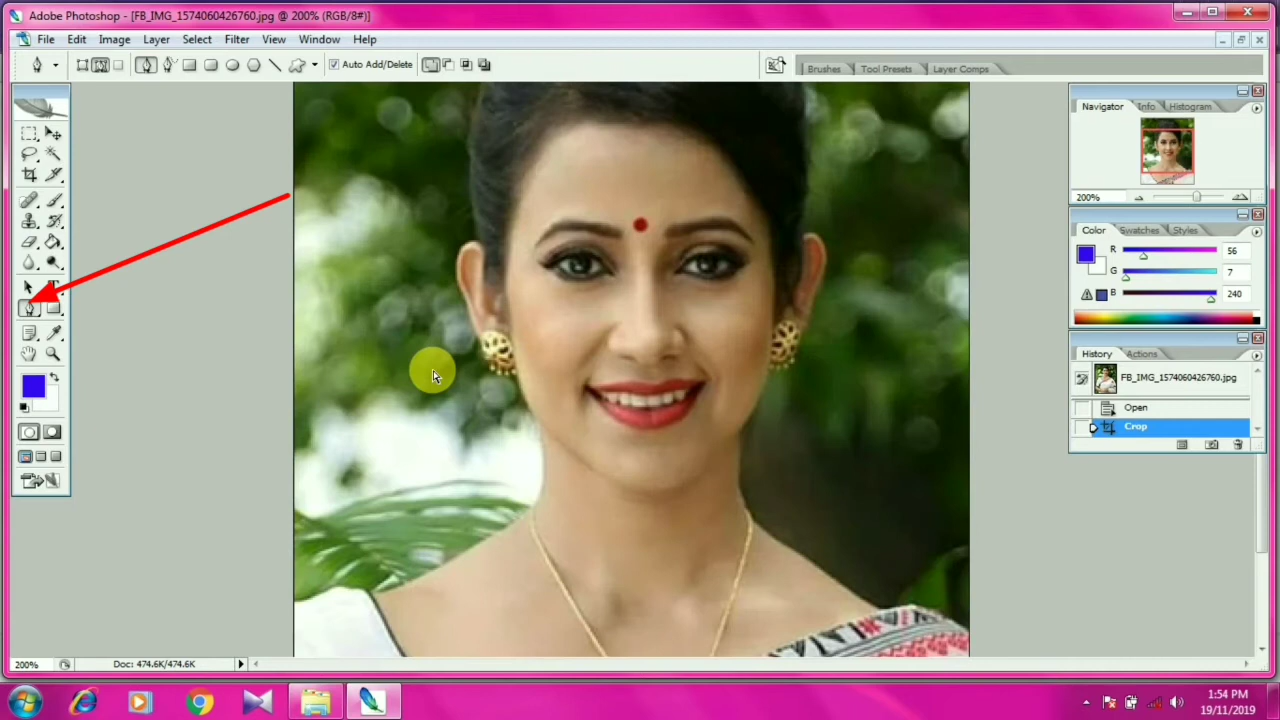 Adobe Photoshop - [FB_IMG_1574060426760.jpg @ 200% (RGB/8#)]
File Edit Image Layer Select Filter View Window Help
Auto Add/Delete
Brushes Tool Presets Layer Comps
Navigator Info Histogram
200%
Color Swatches Styles
R 56
G 7
B 240
History Actions
FB_IMG_1574060426760.jpg
Open
Crop
T
200% Doc: 474.6K/474.6K
1:54 PM
19/11/2019